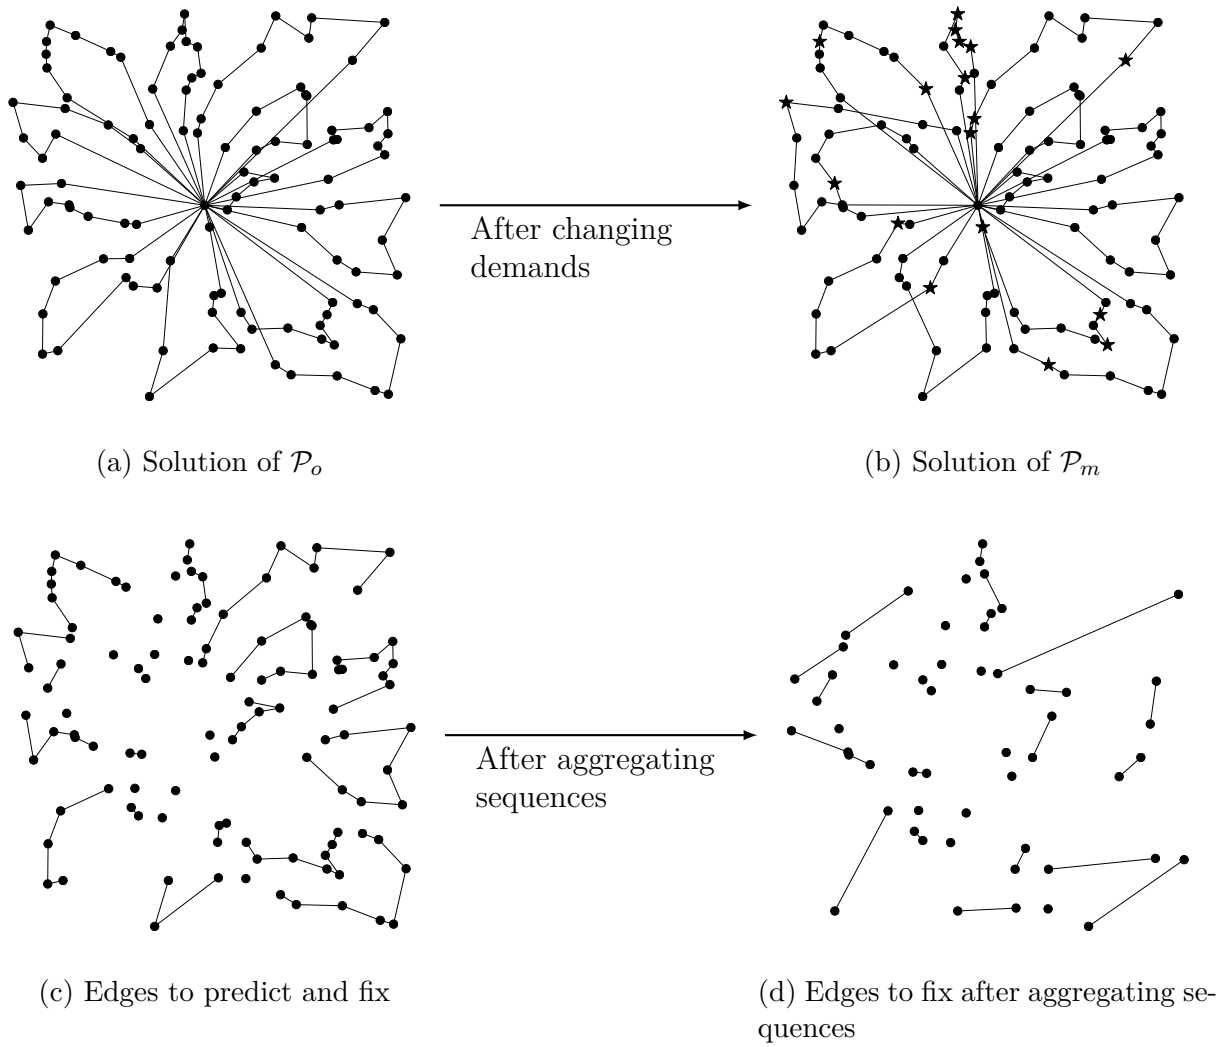 After changing
demands
(a) Solution of 𝒫ₒ
(b) Solution of 𝒫ₘ
After aggregating
sequences
(c) Edges to predict and fix
(d) Edges to fix after aggregating se-
quences